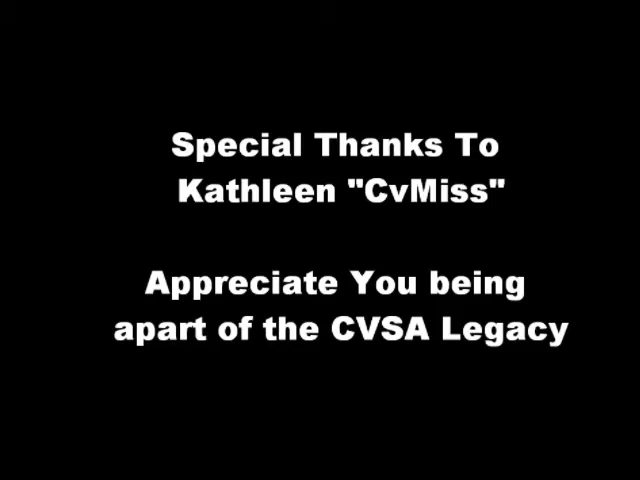 Special Thanks To
Kathleen "CvMiss"
Appreciate You being
apart of the CVSA Legacy